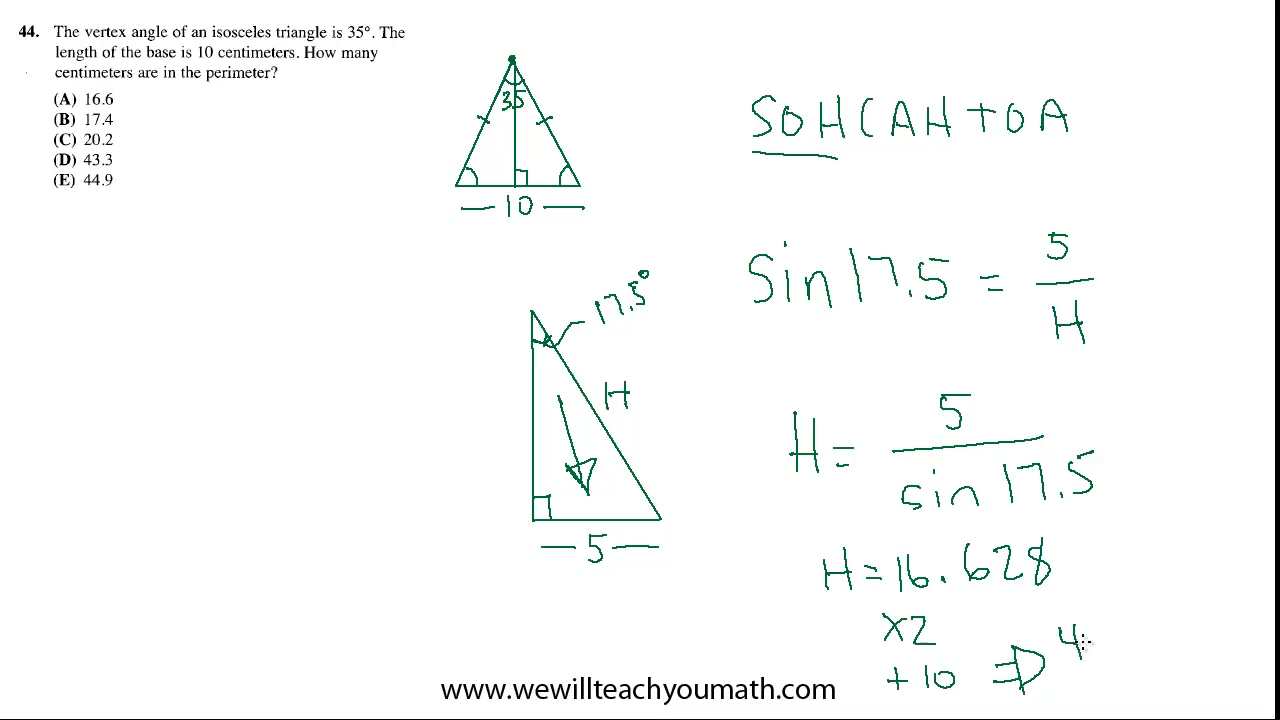 44. The vertex angle of an isosceles triangle is 35°. The
length of the base is 10 centimeters. How many
centimeters are in the perimeter?
(A) 16.6
(B) 17.4
(C) 20.2
(D) 43.3
(E) 44.9
35
10
SOHCAHTOA
17.5°
H
5
Sin 17.5 = 5/H
H = 5/sin 17.5
H = 16.628
x2
+ 10 ⇒ 4
www.wewillteachyoumath.com